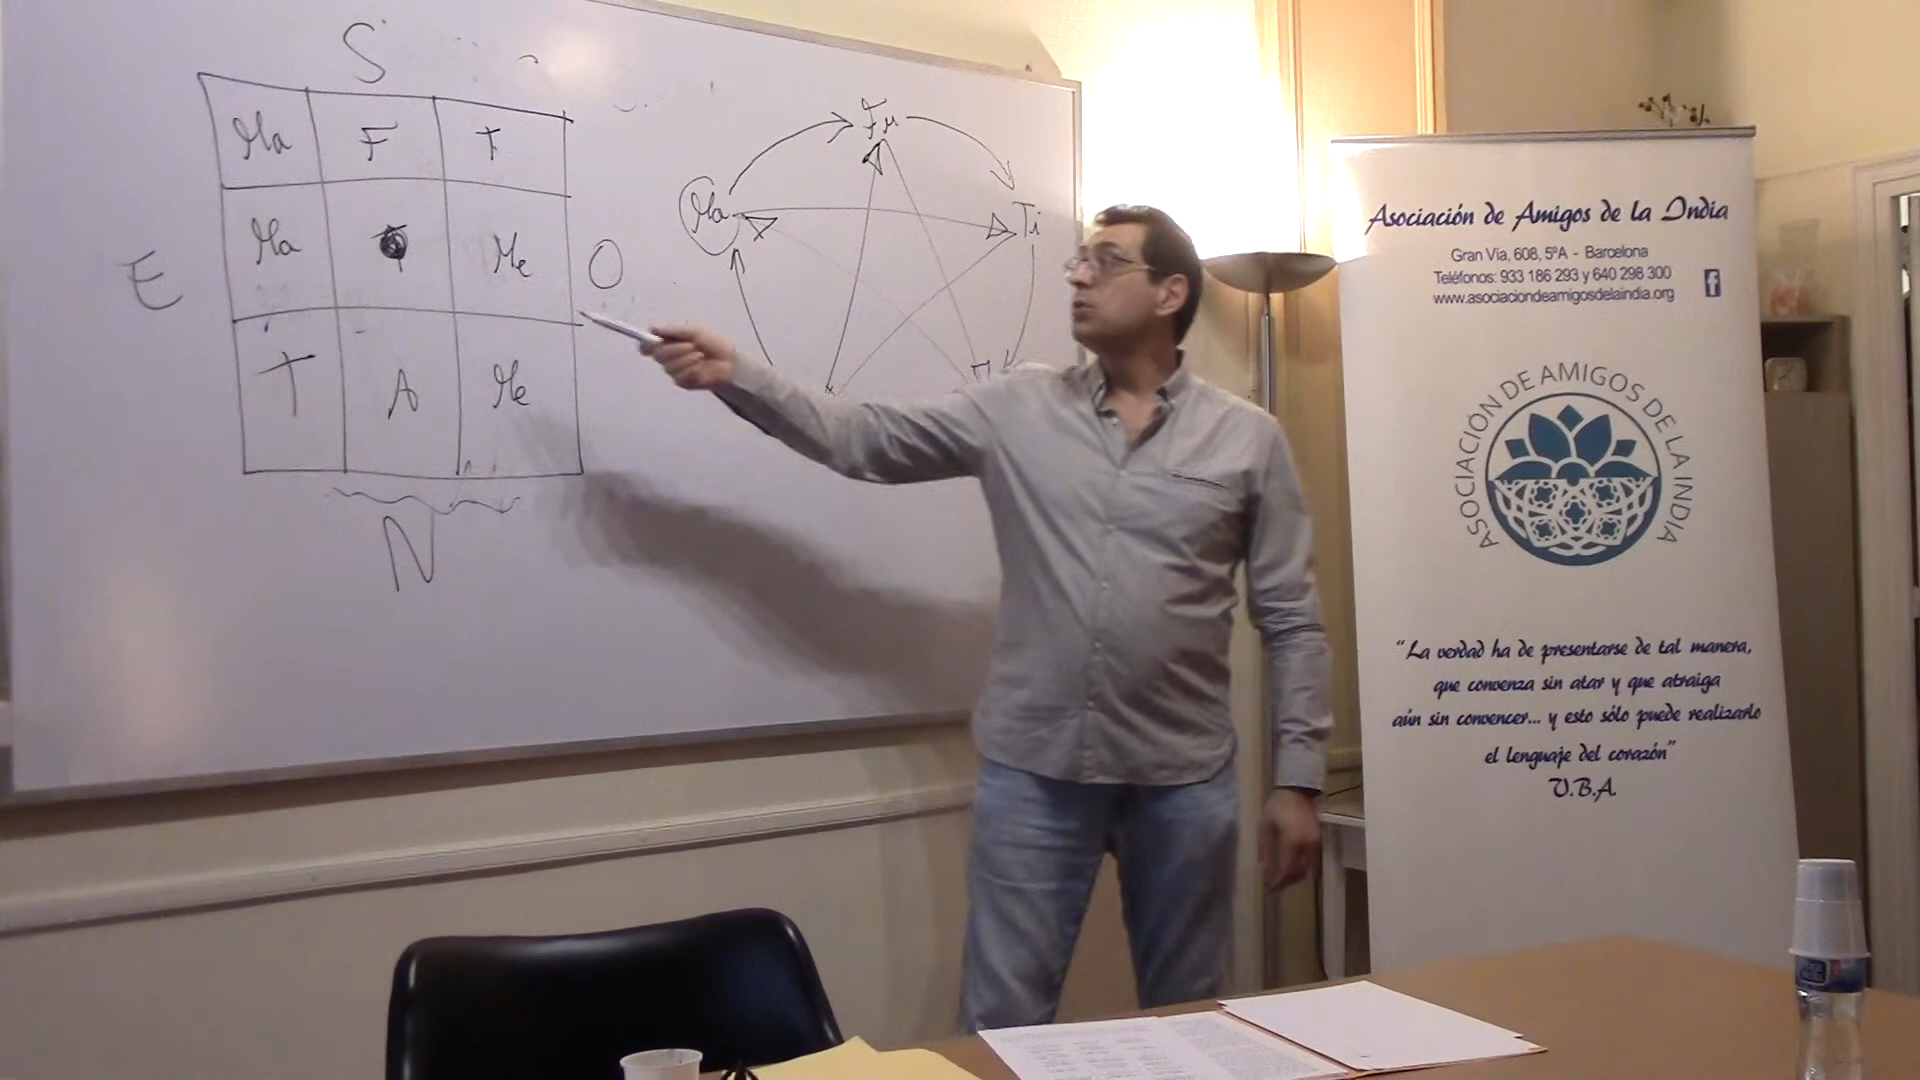 S
Ma F T
E Ma Me O
T A Me
N
Fu
Ma Ti
Asociación de Amigos de la India
Gran Vía, 608, 5ºA - Barcelona
Teléfonos: 933 186 293 y 640 298 300
www.asociaciondeamigosdelaindia.org
f
ASOCIACIÓN DE AMIGOS DE LA INDIA
"La verdad ha de presentarse de tal manera,
que convenza sin atar y que atraiga
aún sin convencer... y esto sólo puede realizarlo
el lenguaje del corazón"
V.B.A.